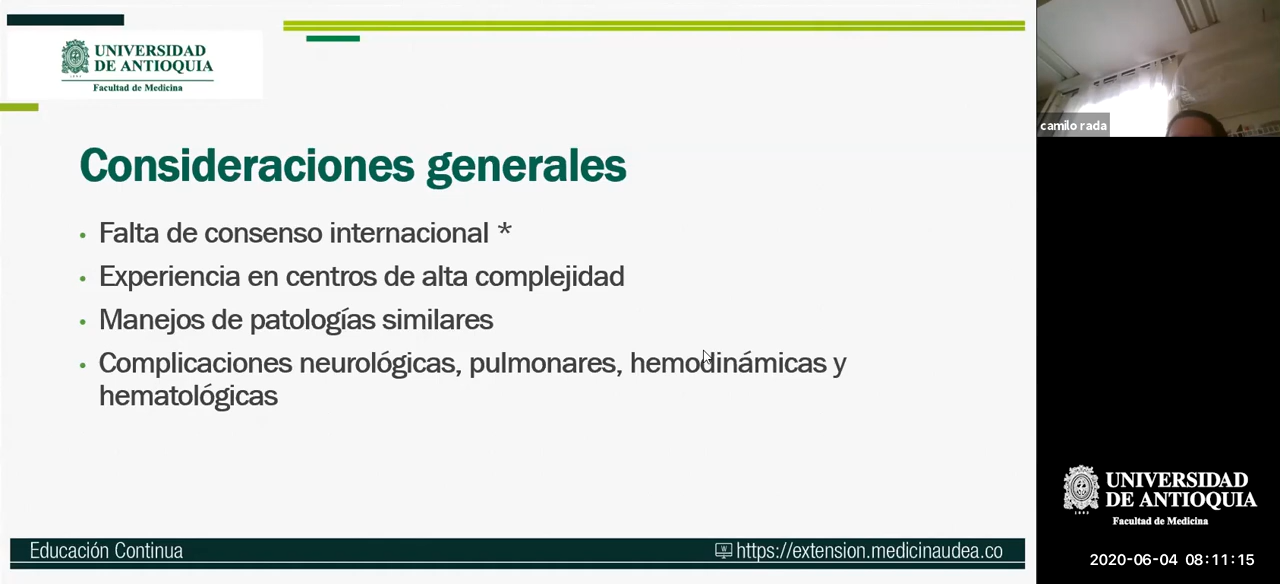 UNIVERSIDAD
DE ANTIOQUIA
1803
Facultad de Medicina
Consideraciones generales
• Falta de consenso internacional *
• Experiencia en centros de alta complejidad
• Manejos de patologías similares
• Complicaciones neurológicas, pulmonares, hemodinámicas y
hematológicas
Educación Continua
W https://extension.medicinaudea.co
camilo rada
UNIVERSIDAD
DE ANTIOQUIA
1803
Facultad de Medicina
2020-06-04 08:11:15